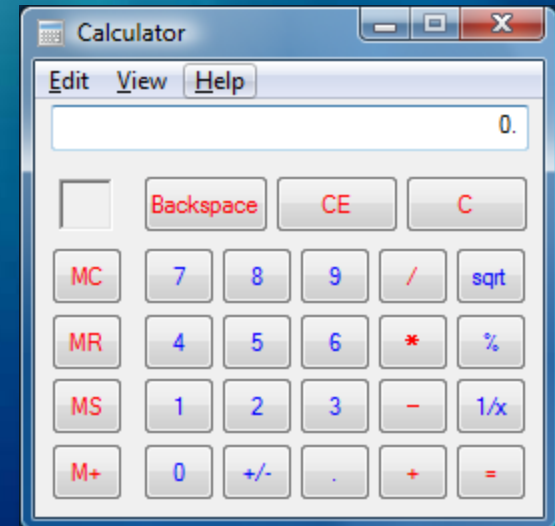 Calculator
Edit View Help
0.
Backspace CE C
MC 7 8 9 / sqrt
MR 4 5 6 * %
MS 1 2 3 - 1/x
M+ 0 +/- . + =